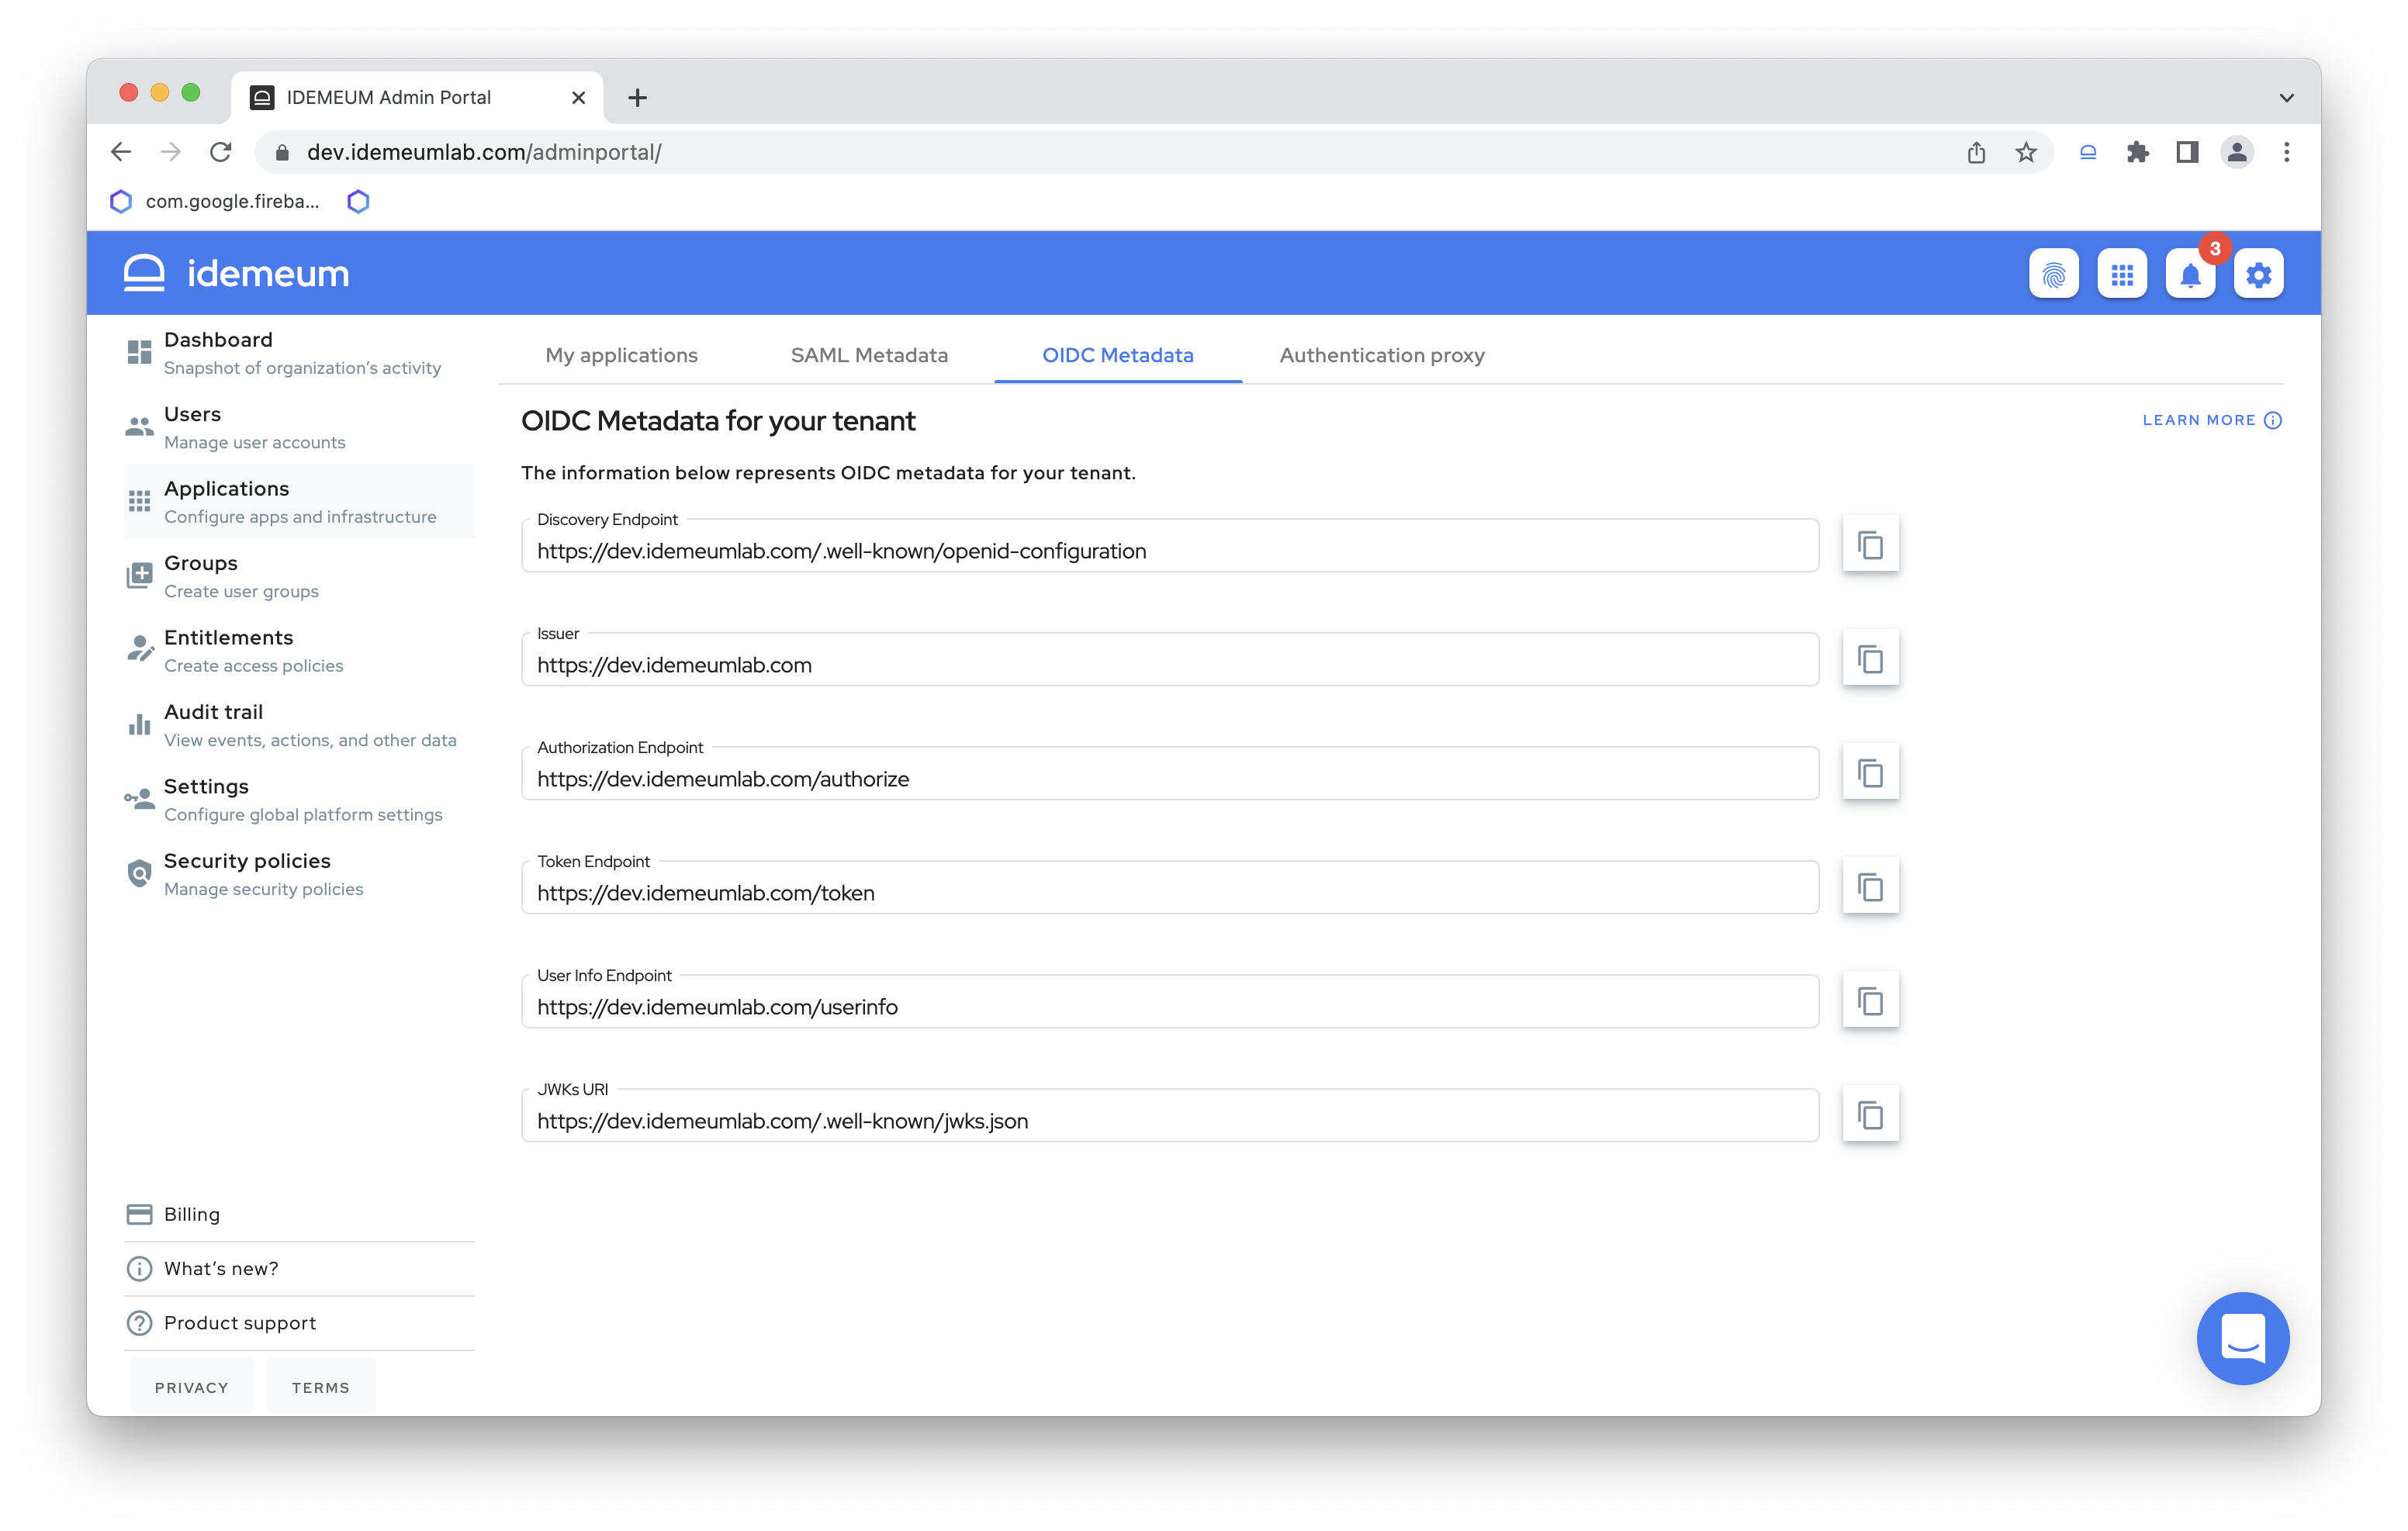 IDEMEUM Admin Portal
dev.idemeumlab.com/adminportal/
com.google.fireba...
idemeum
3
Dashboard
Snapshot of organization’s activity
Users
Manage user accounts
Applications
Configure apps and infrastructure
Groups
Create user groups
Entitlements
Create access policies
Audit trail
View events, actions, and other data
Settings
Configure global platform settings
Security policies
Manage security policies
Billing
What’s new?
Product support
PRIVACY TERMS
My applications SAML Metadata OIDC Metadata Authentication proxy
OIDC Metadata for your tenant
LEARN MORE
The information below represents OIDC metadata for your tenant.
Discovery Endpoint
https://dev.idemeumlab.com/.well-known/openid-configuration
Issuer
https://dev.idemeumlab.com
Authorization Endpoint
https://dev.idemeumlab.com/authorize
Token Endpoint
https://dev.idemeumlab.com/token
User Info Endpoint
https://dev.idemeumlab.com/userinfo
JWKs URI
https://dev.idemeumlab.com/.well-known/jwks.json